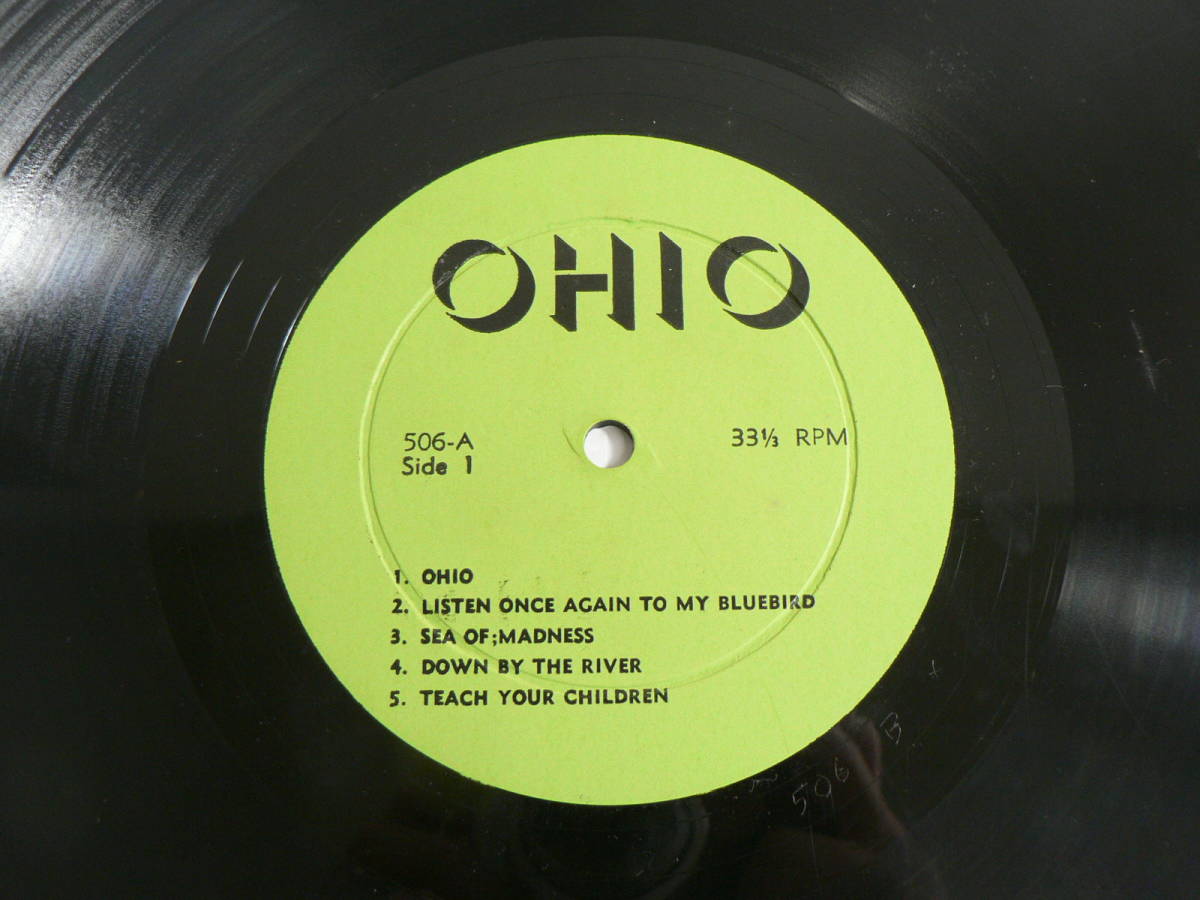 OHIO
506-A
Side 1
33⅓ RPM
1. OHIO
2. LISTEN ONCE AGAIN TO MY BLUEBIRD
3. SEA OF;MADNESS
4. DOWN BY THE RIVER
5. TEACH YOUR CHILDREN
506 B